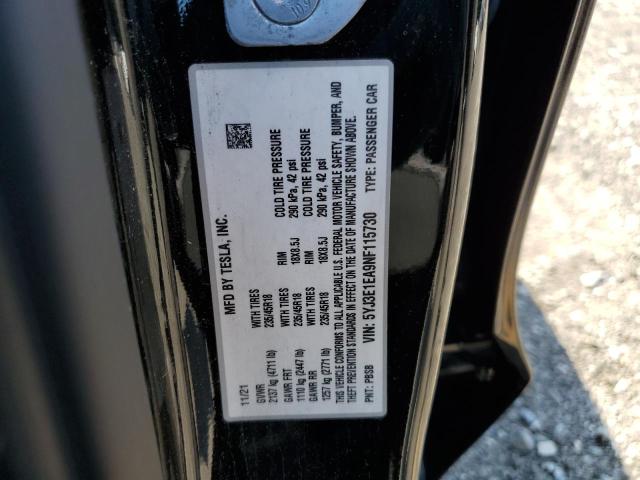 MFD BY TESLA, INC.
11/21
GVWR
2137 kg (4711 lb)
GAWR FRT WITH TIRES RIM COLD TIRE PRESSURE
1110 kg (2447 lb) 235/45R18 18X8.5J 290 kPa, 42 psi
GAWR RR WITH TIRES RIM COLD TIRE PRESSURE
1257 kg (2771 lb) 235/45R18 18X8.5J 290 kPa, 42 psi
THIS VEHICLE CONFORMS TO ALL APPLICABLE U.S. FEDERAL MOTOR VEHICLE SAFETY, BUMPER, AND
THEFT PREVENTION STANDARDS IN EFFECT ON THE DATE OF MANUFACTURE SHOWN ABOVE.
VIN: 5YJ3E1EA9NF115730 TYPE: PASSENGER CAR
PNT: PBSB